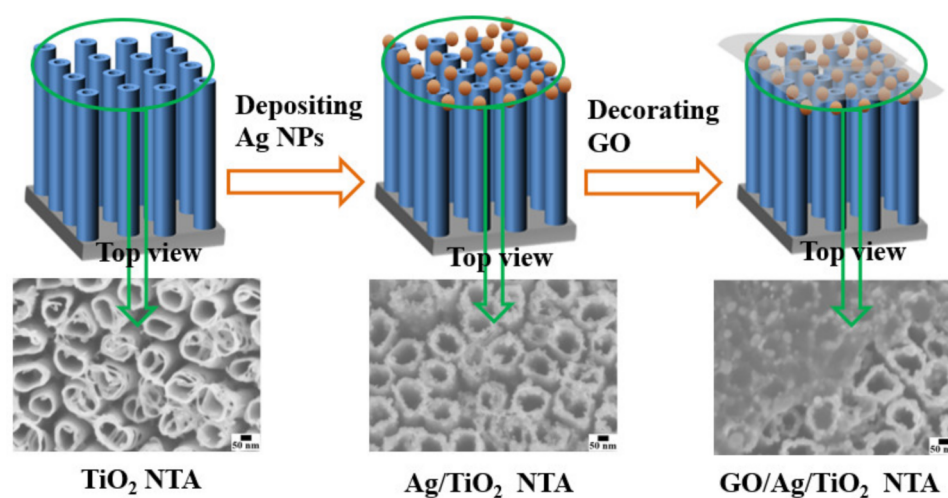 Depositing
Ag NPs
Decorating
GO
Top view
Top view
Top view
50 nm
50 nm
50 nm
TiO₂ NTA
Ag/TiO₂ NTA
GO/Ag/TiO₂ NTA